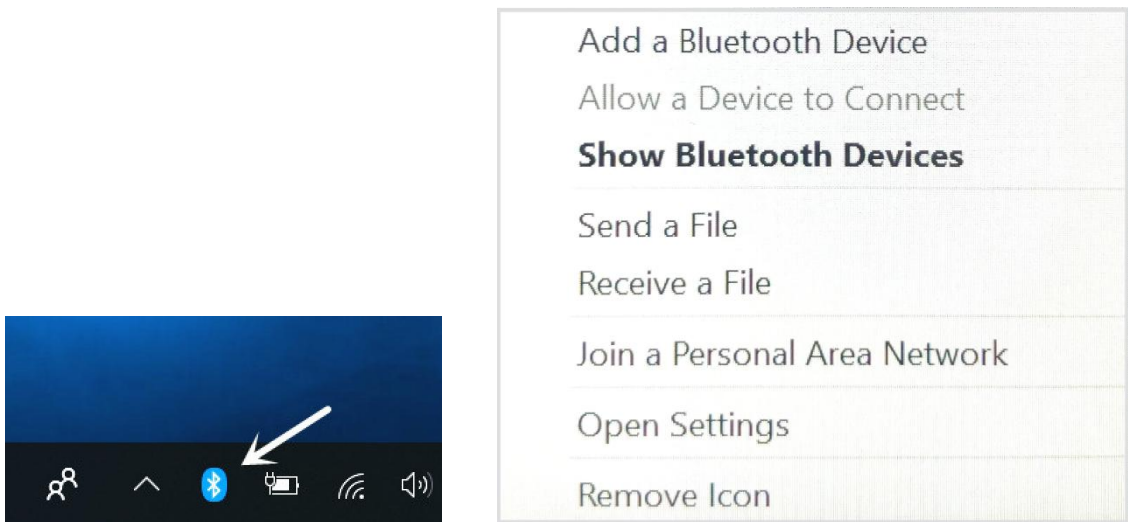 Add a Bluetooth Device
Allow a Device to Connect
Show Bluetooth Devices
Send a File
Receive a File
Join a Personal Area Network
Open Settings
Remove Icon